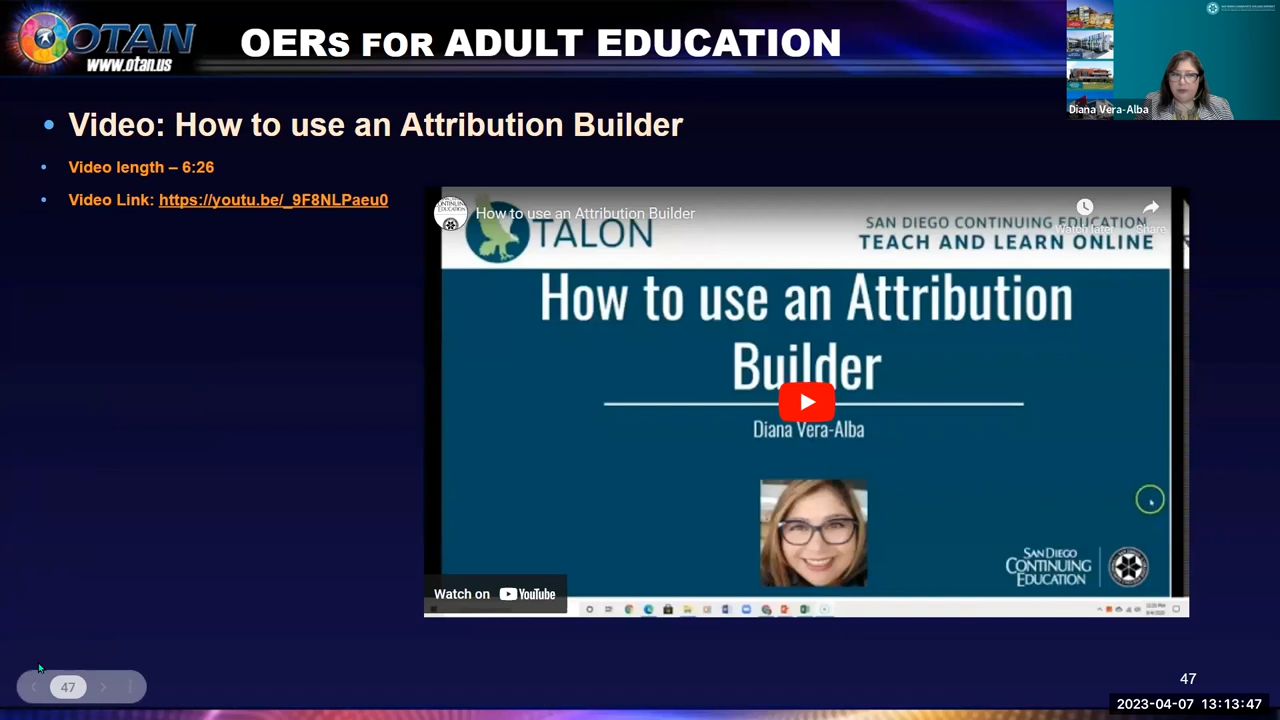 OTAN
www.otan.us
OERs FOR ADULT EDUCATION
Diana Vera-Alba
• Video: How to use an Attribution Builder
• Video length – 6:26
• Video Link: https://youtu.be/_9F8NLPaeu0
How to use an Attribution Builder
Watch later
Share
TALON
SAN DIEGO CONTINUING EDUCATION
TEACH AND LEARN ONLINE
How to use an Attribution
Builder
Diana Vera-Alba
SAN DIEGO
CONTINUING
EDUCATION
Watch on YouTube
47
47
2023-04-07 13:13:47